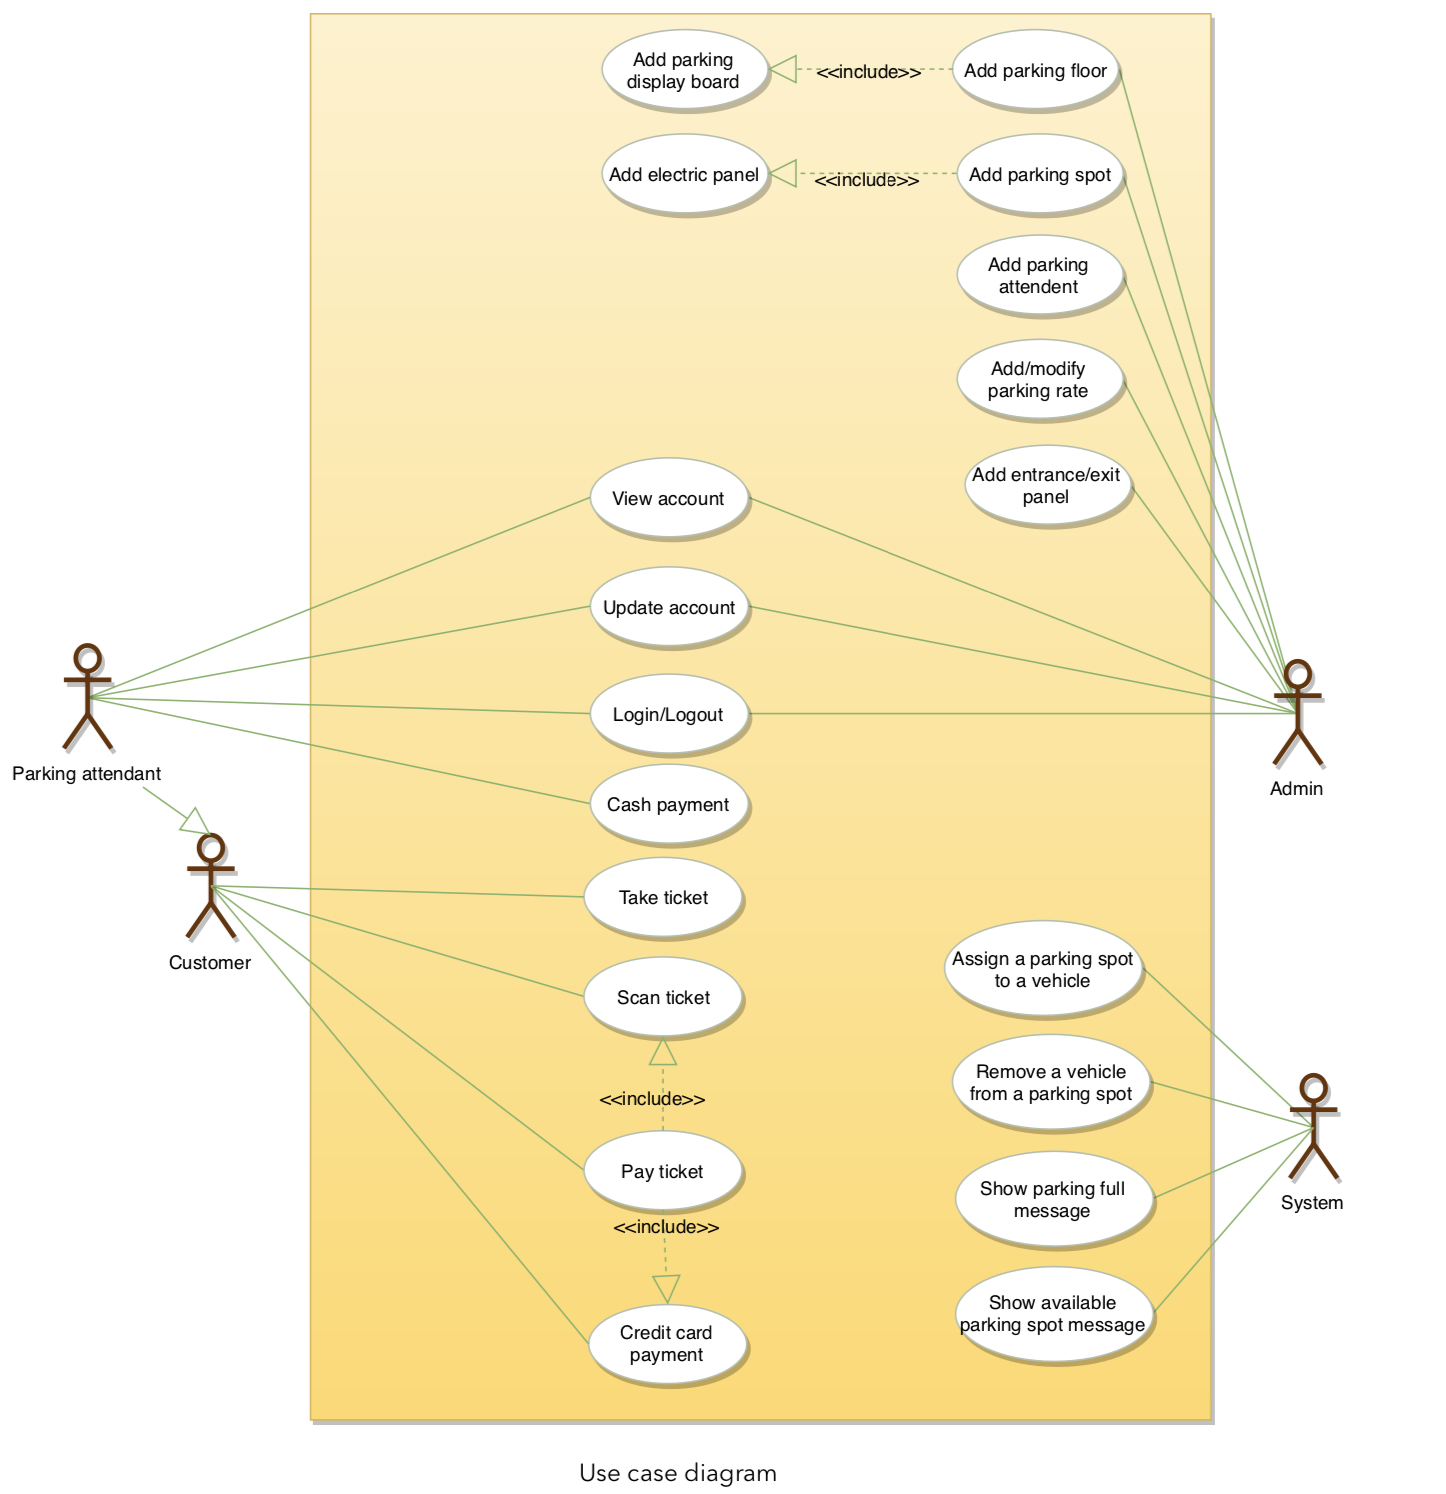 Add parking
display board
<<include>>
Add parking floor
Add electric panel
<<include>>
Add parking spot
Add parking
attendent
Add/modify
parking rate
Add entrance/exit
panel
View account
Update account
Login/Logout
Parking attendant
Admin
Cash payment
Take ticket
Customer
Assign a parking spot
to a vehicle
Scan ticket
Remove a vehicle
from a parking spot
<<include>>
Pay ticket
Show parking full
message
System
<<include>>
Show available
parking spot message
Credit card
payment
Use case diagram